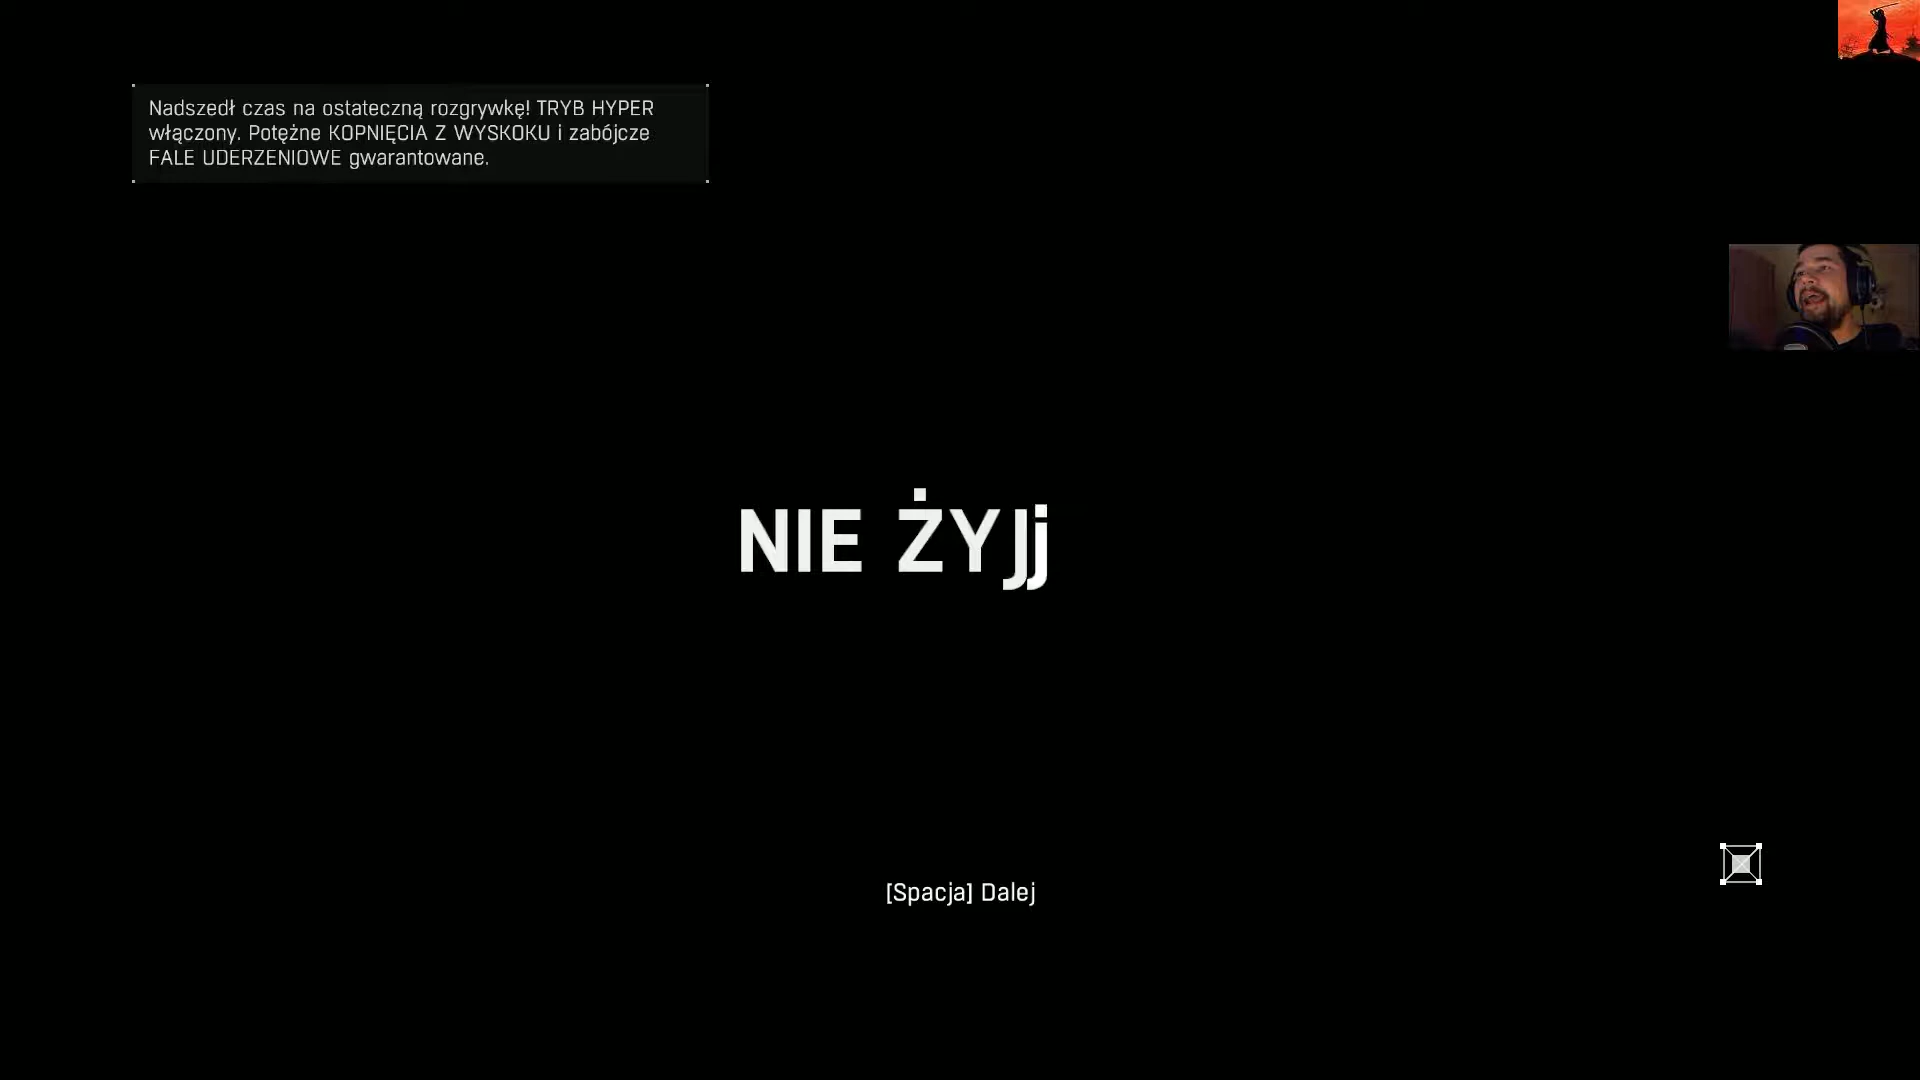 Nadszedł czas na ostateczną rozgrywkę! TRYB HYPER
włączony. Potężne KOPNIĘCIA Z WYSKOKU i zabójcze
FALE UDERZENIOWE gwarantowane.
NIE ŻYJj
[Spacja] Dalej